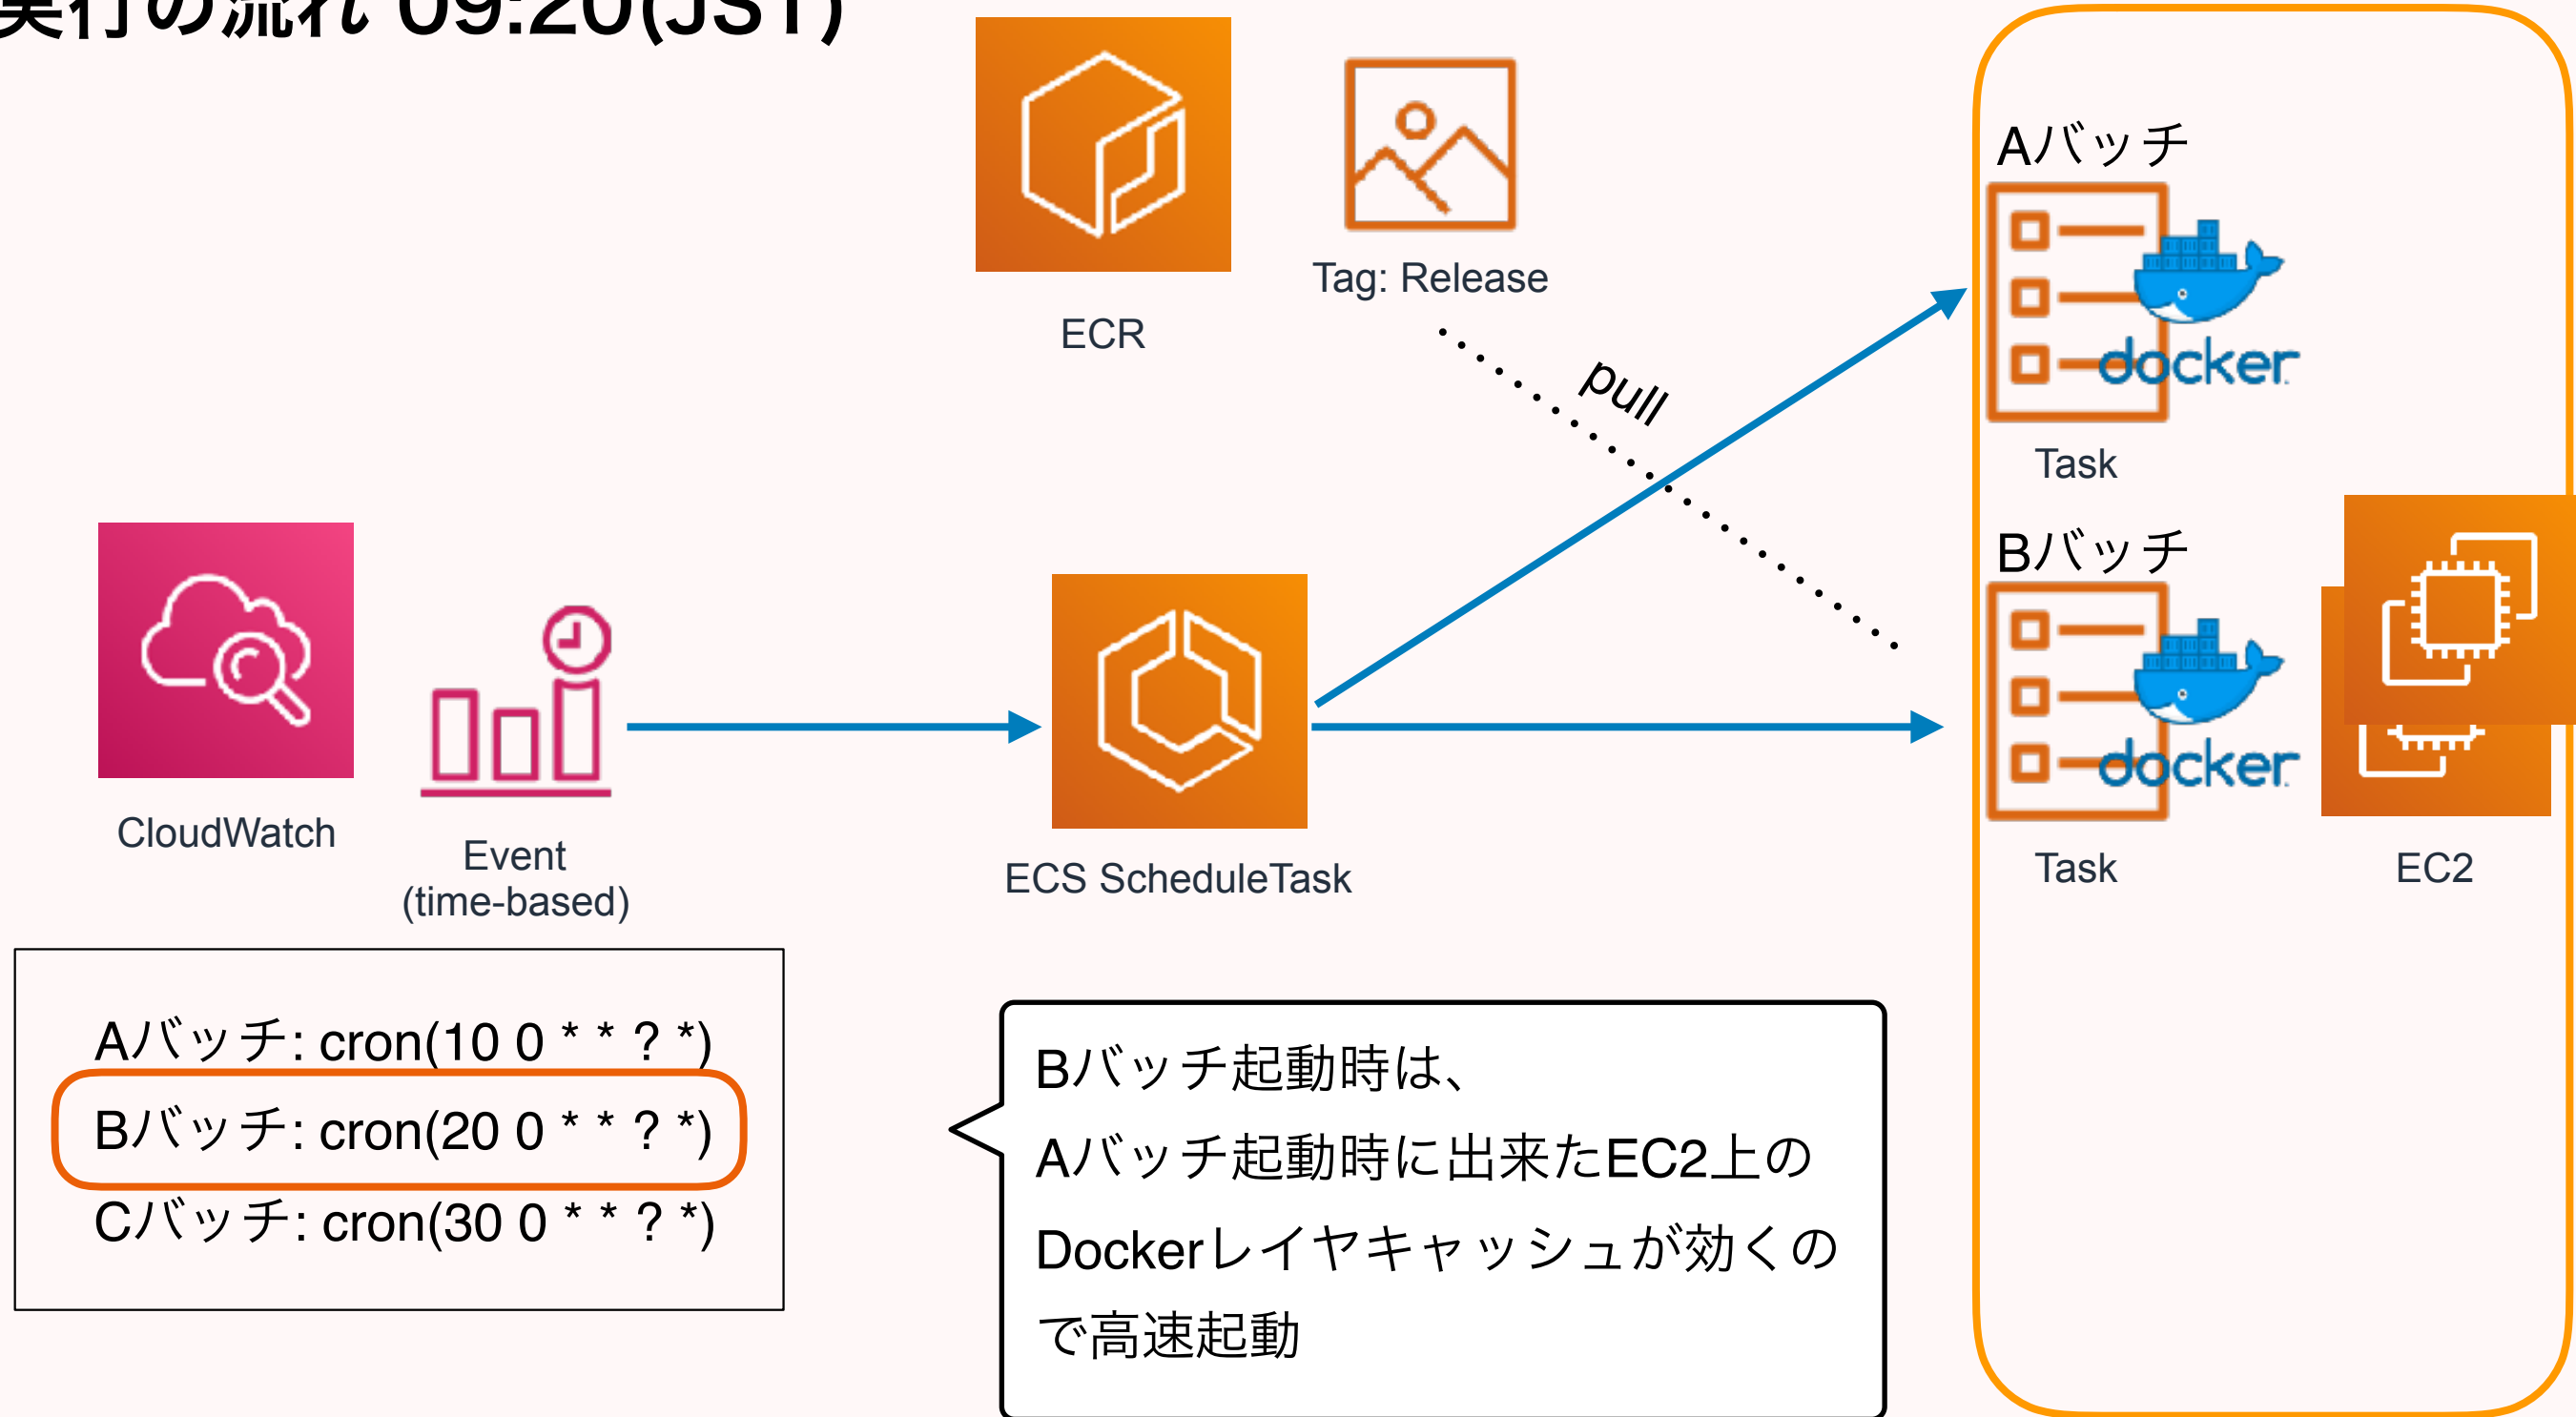 実行の流れ 09:20(JST)
ECR
Tag: Release
pull
Aバッチ
docker
Task
Bバッチ
docker
Task
EC2
CloudWatch
Event
(time-based)
ECS ScheduleTask
Aバッチ: cron(10 0 * * ? *)
Bバッチ: cron(20 0 * * ? *)
Cバッチ: cron(30 0 * * ? *)
Bバッチ起動時は、
Aバッチ起動時に出来たEC2上の
Dockerレイヤキャッシュが効くの
で高速起動